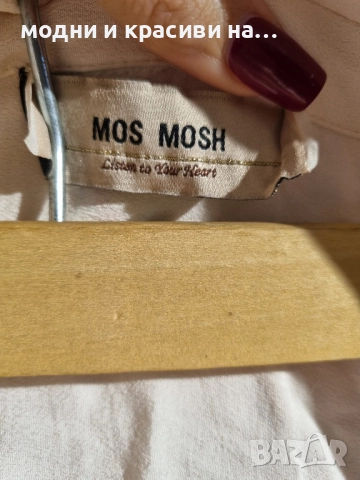 модни и красиви на...
MOS MOSH
Listen to Your Heart
BAZAR